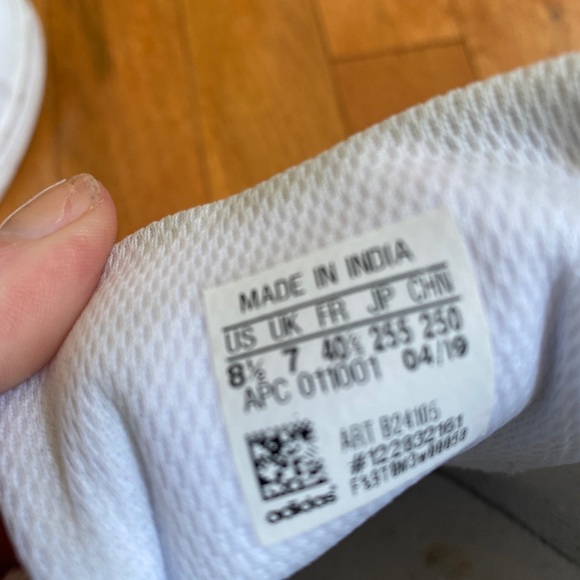 MADE IN INDIA
US UK FR JP CHN
8½ 7 40⅔ 255 250
APC 011001 04/19
ART B24105
#122932161
adidas